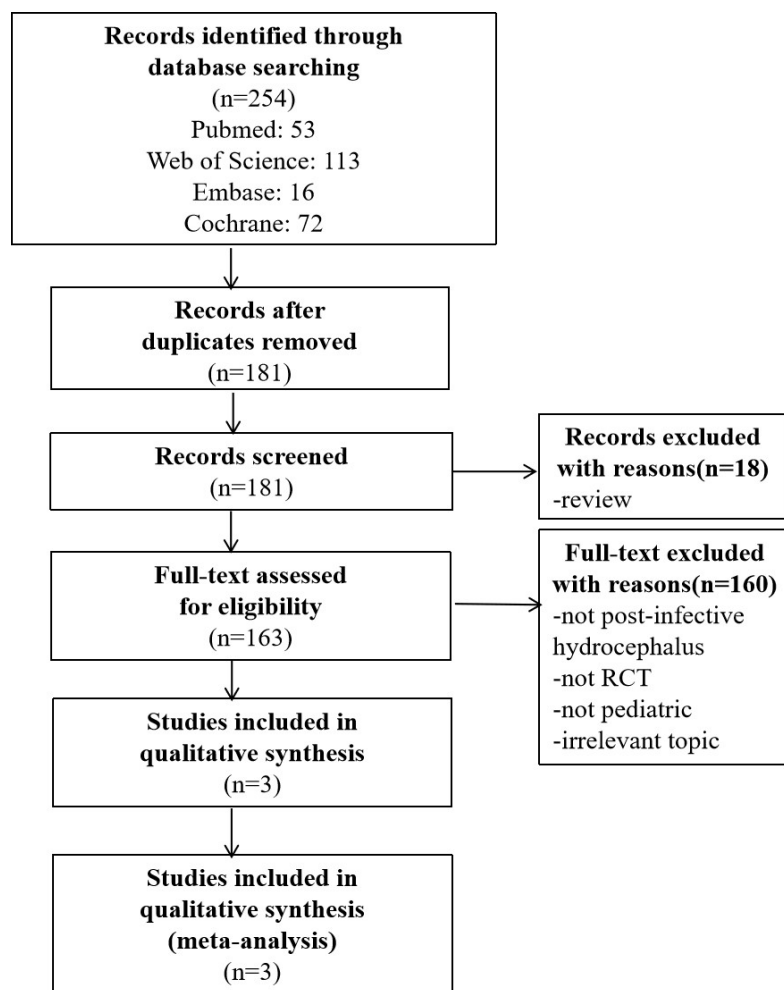 Records identified through
database searching
(n=254)
Pubmed: 53
Web of Science: 113
Embase: 16
Cochrane: 72
Records after
duplicates removed
(n=181)
Records screened
(n=181)
Records excluded
with reasons(n=18)
-review
Full-text assessed
for eligibility
(n=163)
Full-text excluded
with reasons(n=160)
-not post-infective
hydrocephalus
-not RCT
-not pediatric
-irrelevant topic
Studies included in
qualitative synthesis
(n=3)
Studies included in
qualitative synthesis
(meta-analysis)
(n=3)